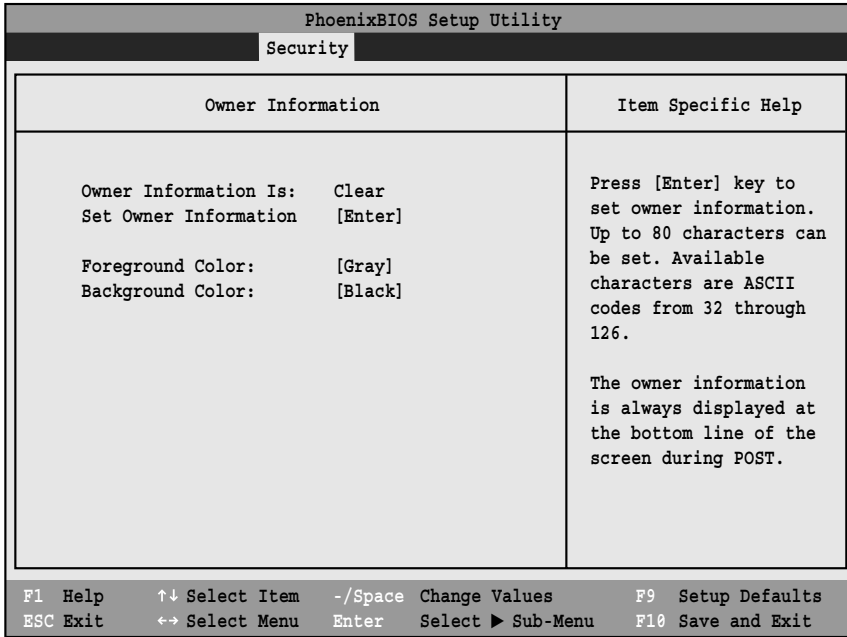 PhoenixBIOS Setup Utility
Security
Owner Information
Item Specific Help
Owner Information Is: Clear
Set Owner Information [Enter]
Foreground Color: [Gray]
Background Color: [Black]
Press [Enter] key to
set owner information.
Up to 80 characters can
be set. Available
characters are ASCII
codes from 32 through
126.
The owner information
is always displayed at
the bottom line of the
screen during POST.
F1 Help ↑↓ Select Item -/Space Change Values F9 Setup Defaults
ESC Exit ←→ Select Menu Enter Select ▶ Sub-Menu F10 Save and Exit